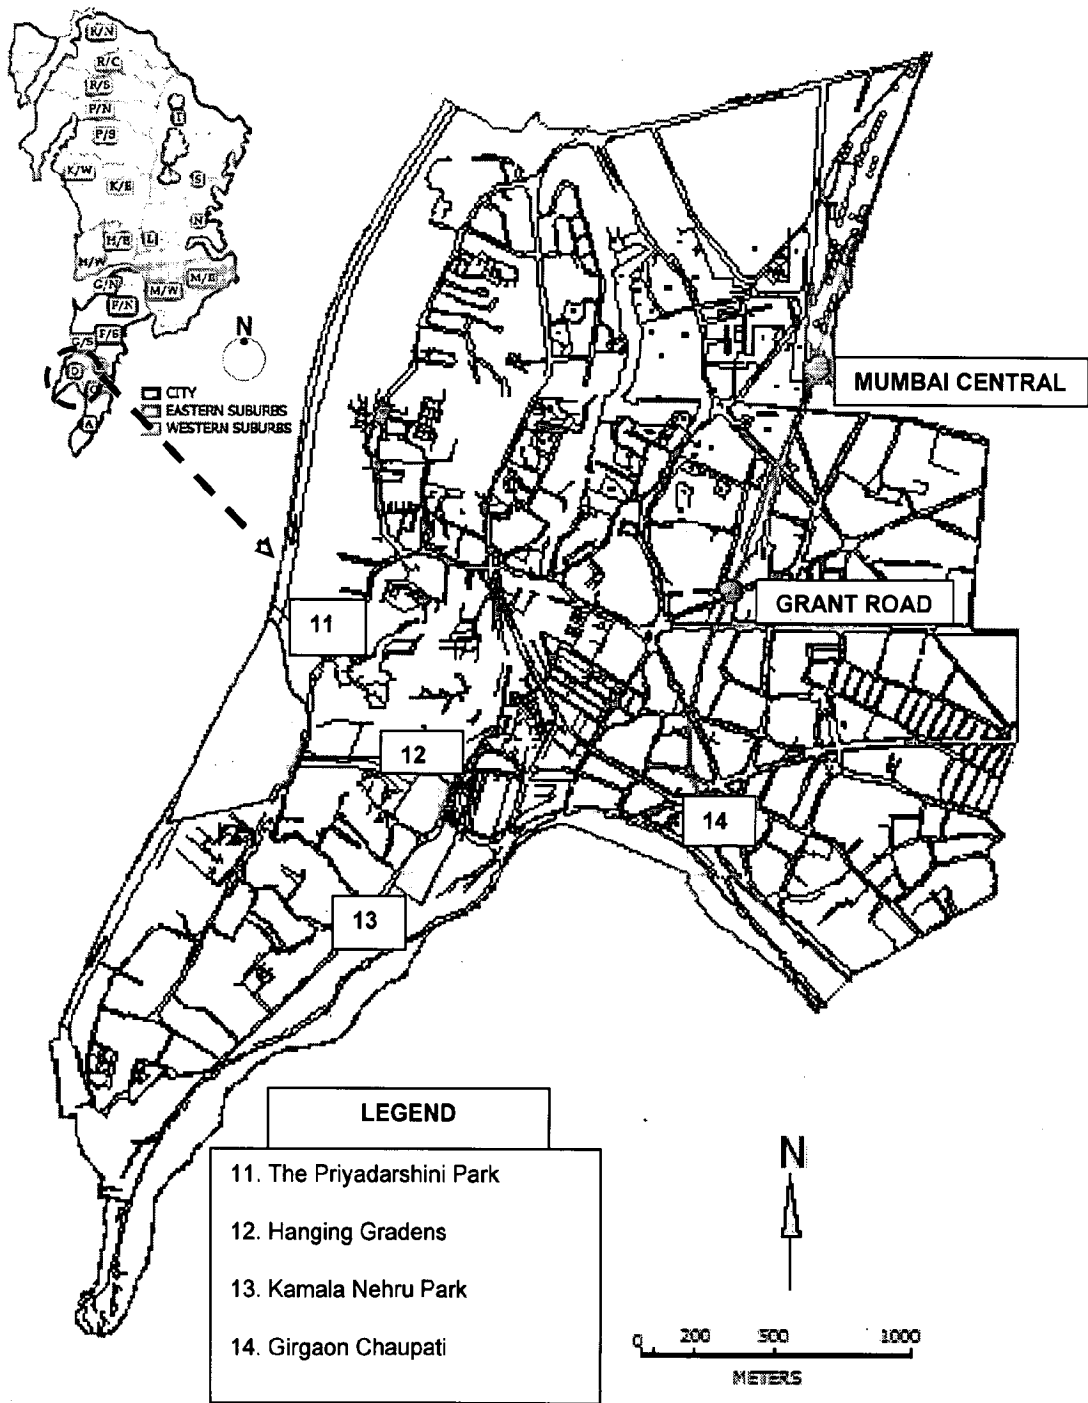 R/N
R/C
R/S
P/N
P/S
T
K/W
K/E
S
N
H/E
L
H/W
G/N
M/W
M/E
F/N
G/S
F/S
D
C
A
N
CITY
EASTERN SUBURBS
WESTERN SUBURBS
MUMBAI CENTRAL
GRANT ROAD
11
12
14
13
LEGEND
11. The Priyadarshini Park
12. Hanging Gradens
13. Kamala Nehru Park
14. Girgaon Chaupati
N
0 200 500 1000
METERS